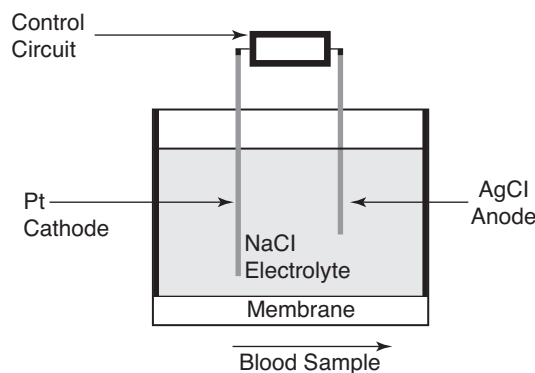 Control
Circuit
Pt
Cathode
AgCl
Anode
NaCl
Electrolyte
Membrane
Blood Sample